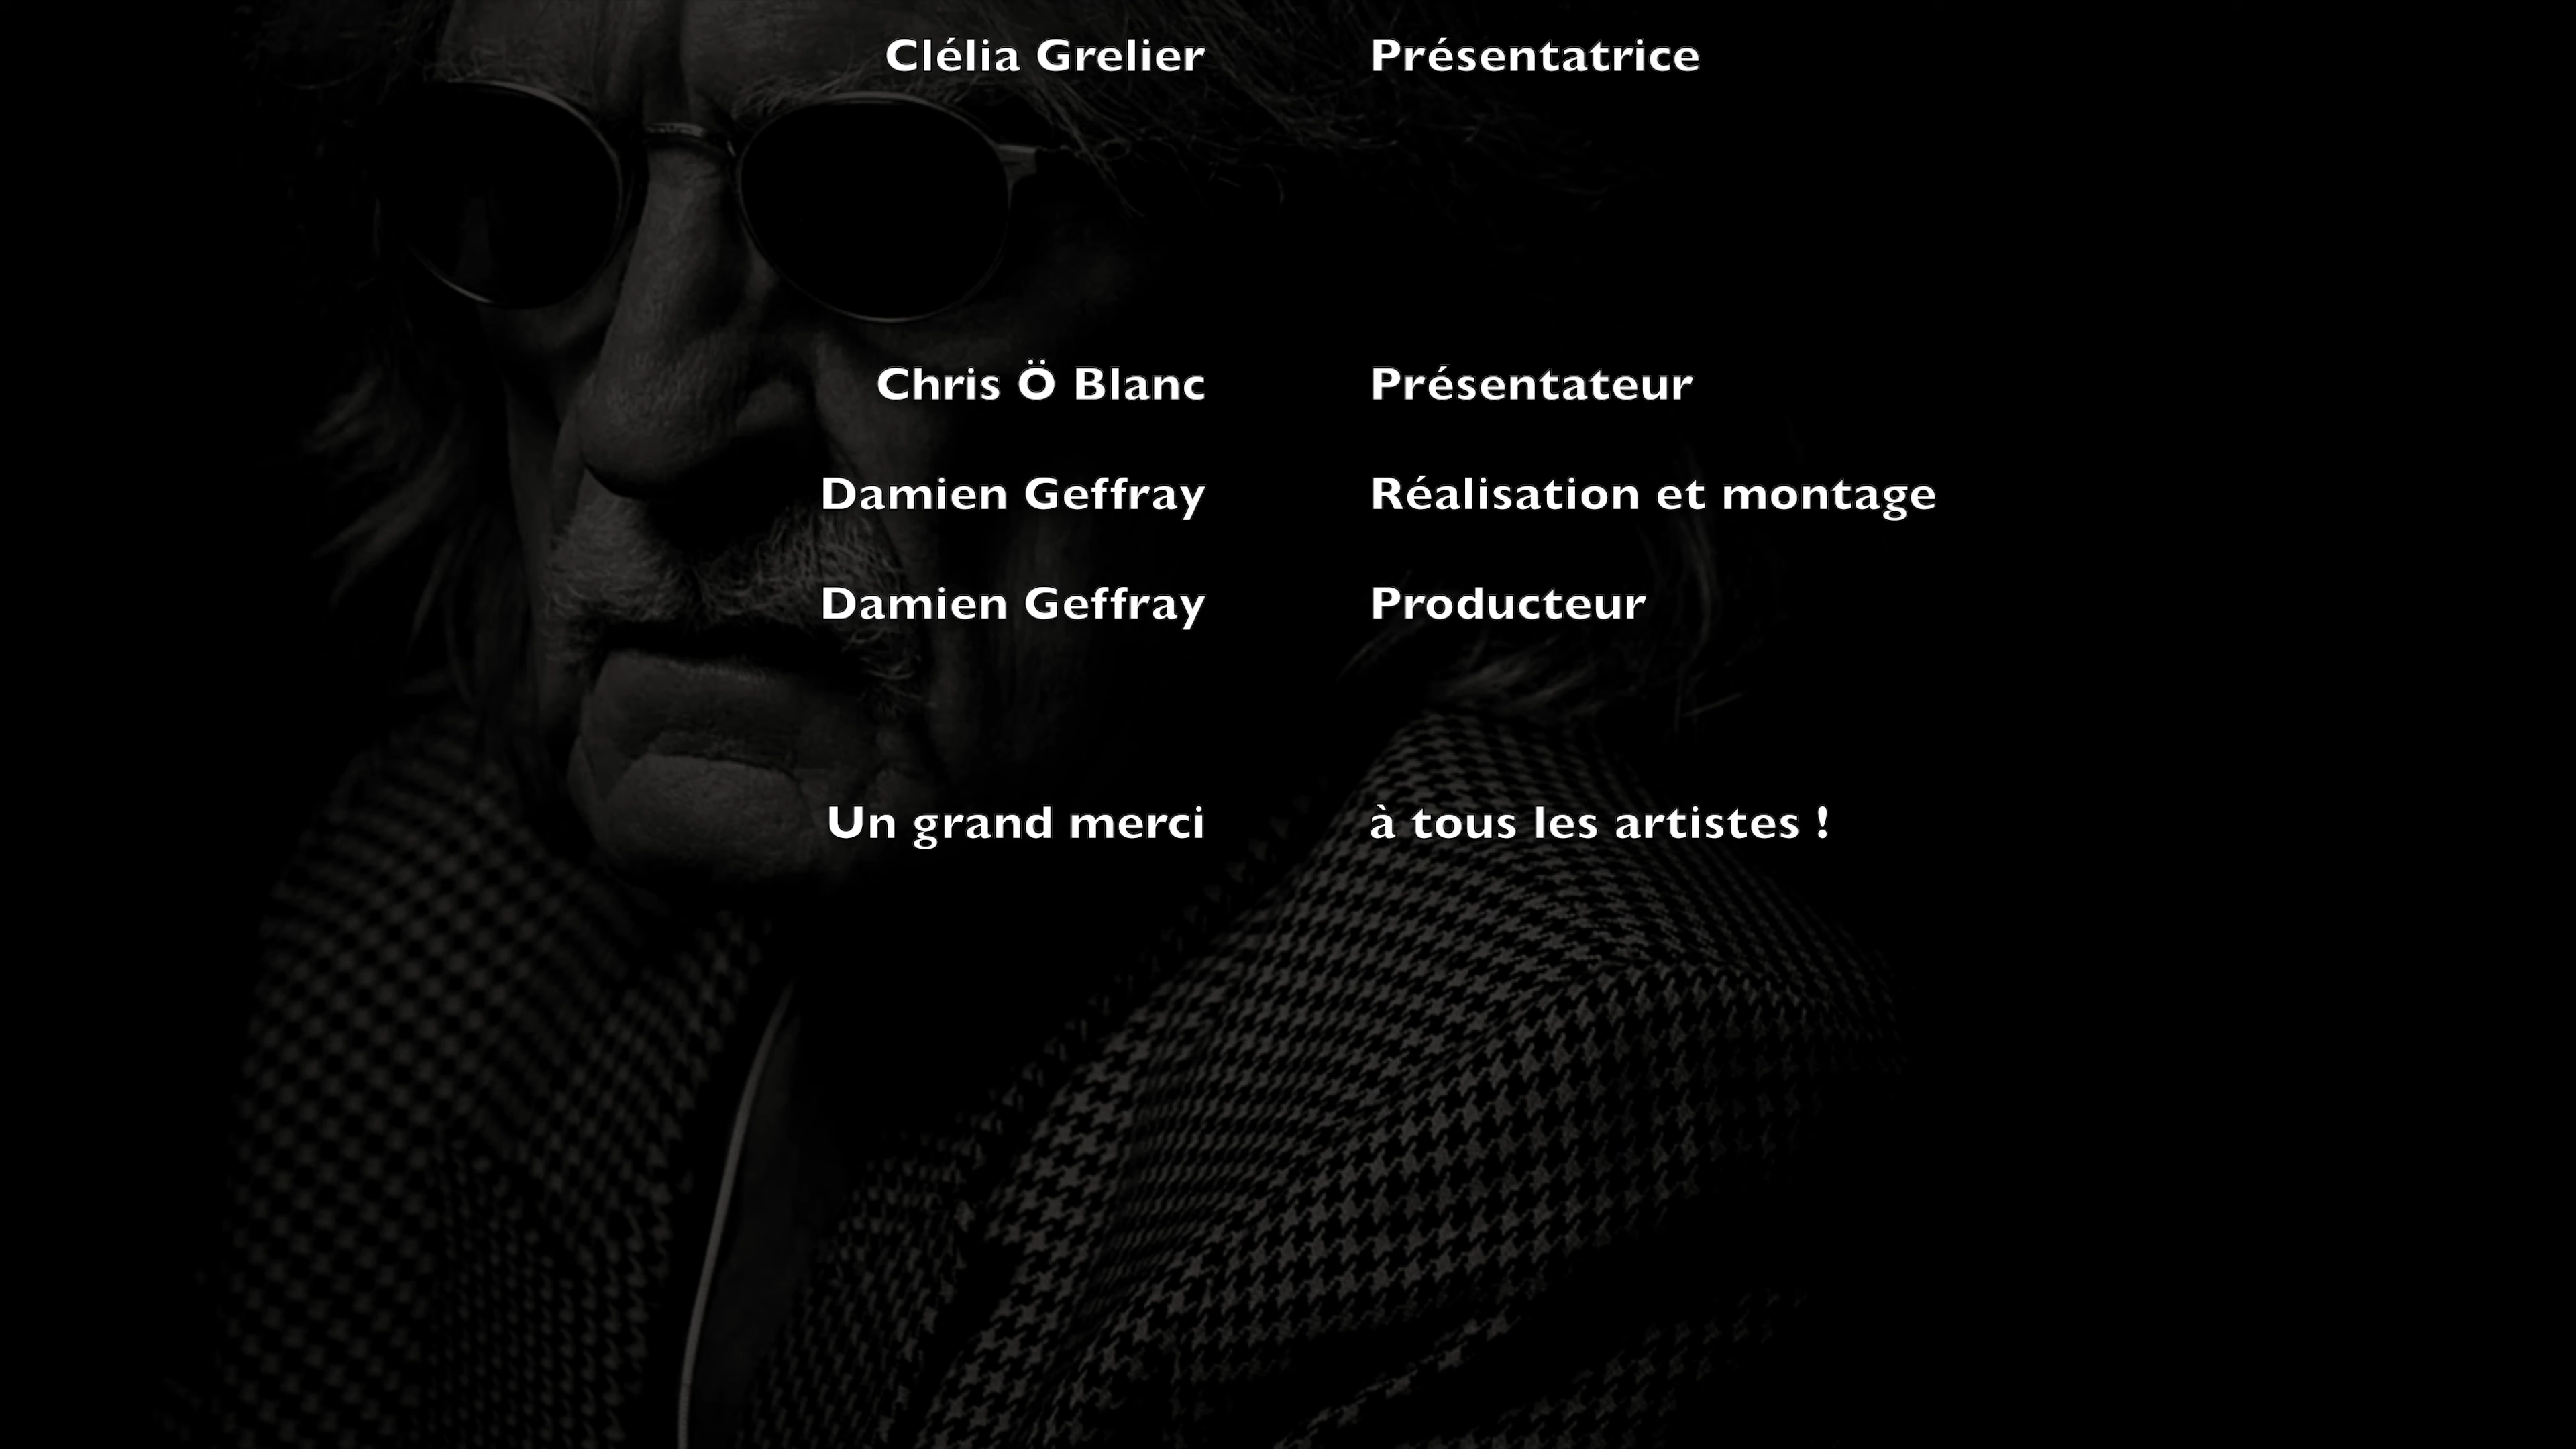 Clélia Grelier Présentatrice
Chris Ö Blanc Présentateur
Damien Geffray Réalisation et montage
Damien Geffray Producteur
Un grand merci à tous les artistes !